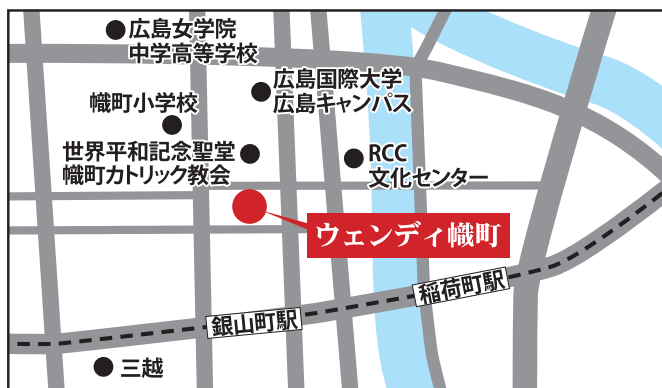 広島女学院
中学高等学校
広島国際大学
広島キャンパス
幟町小学校
世界平和記念聖堂
幟町カトリック教会
RCC
文化センター
ウェンディ幟町
稲荷町駅
銀山町駅
三越